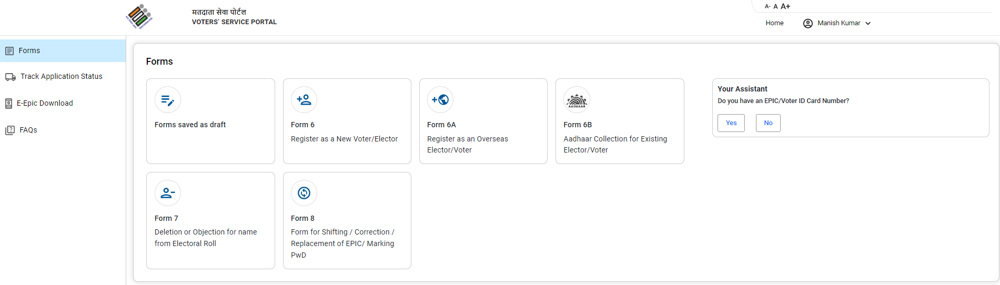 मतदाता सेवा पोर्टल
VOTERS' SERVICE PORTAL
A- A A+
Home
Manish Kumar
Forms
Track Application Status
E-Epic Download
FAQs
Forms
Forms saved as draft
Form 6
Register as a New Voter/Elector
Form 6A
Register as an Overseas
Elector/Voter
AADHAAR
Form 6B
Aadhaar Collection for Existing
Elector/Voter
Form 7
Deletion or Objection for name
from Electoral Roll
Form 8
Form for Shifting / Correction /
Replacement of EPIC/ Marking
PwD
Your Assistant
Do you have an EPIC/Voter ID Card Number?
Yes
No